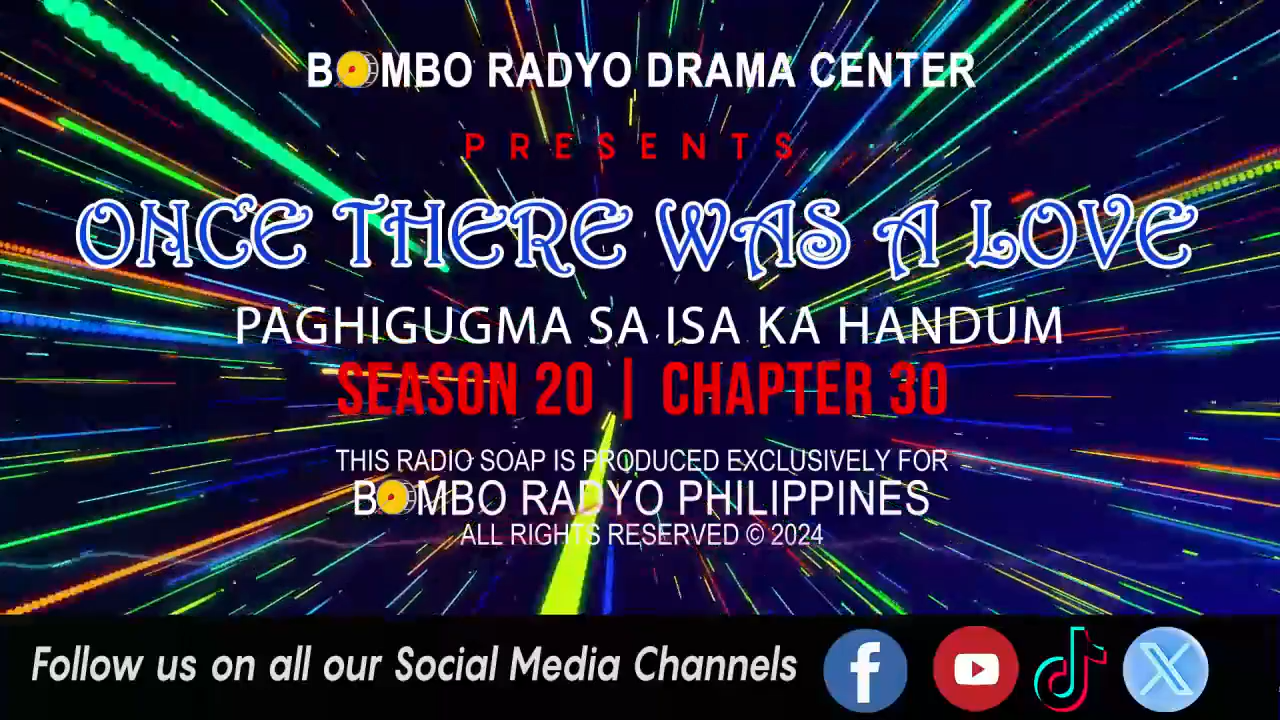 BOMBO RADYO DRAMA CENTER
PRESENTS
ONCE THERE WAS A LOVE
PAGHIGUGMA SA ISA KA HANDUM
SEASON 20 | CHAPTER 30
THIS RADIO SOAP IS PRODUCED EXCLUSIVELY FOR
BOMBO RADYO PHILIPPINES
ALL RIGHTS RESERVED © 2024
Follow us on all our Social Media Channels